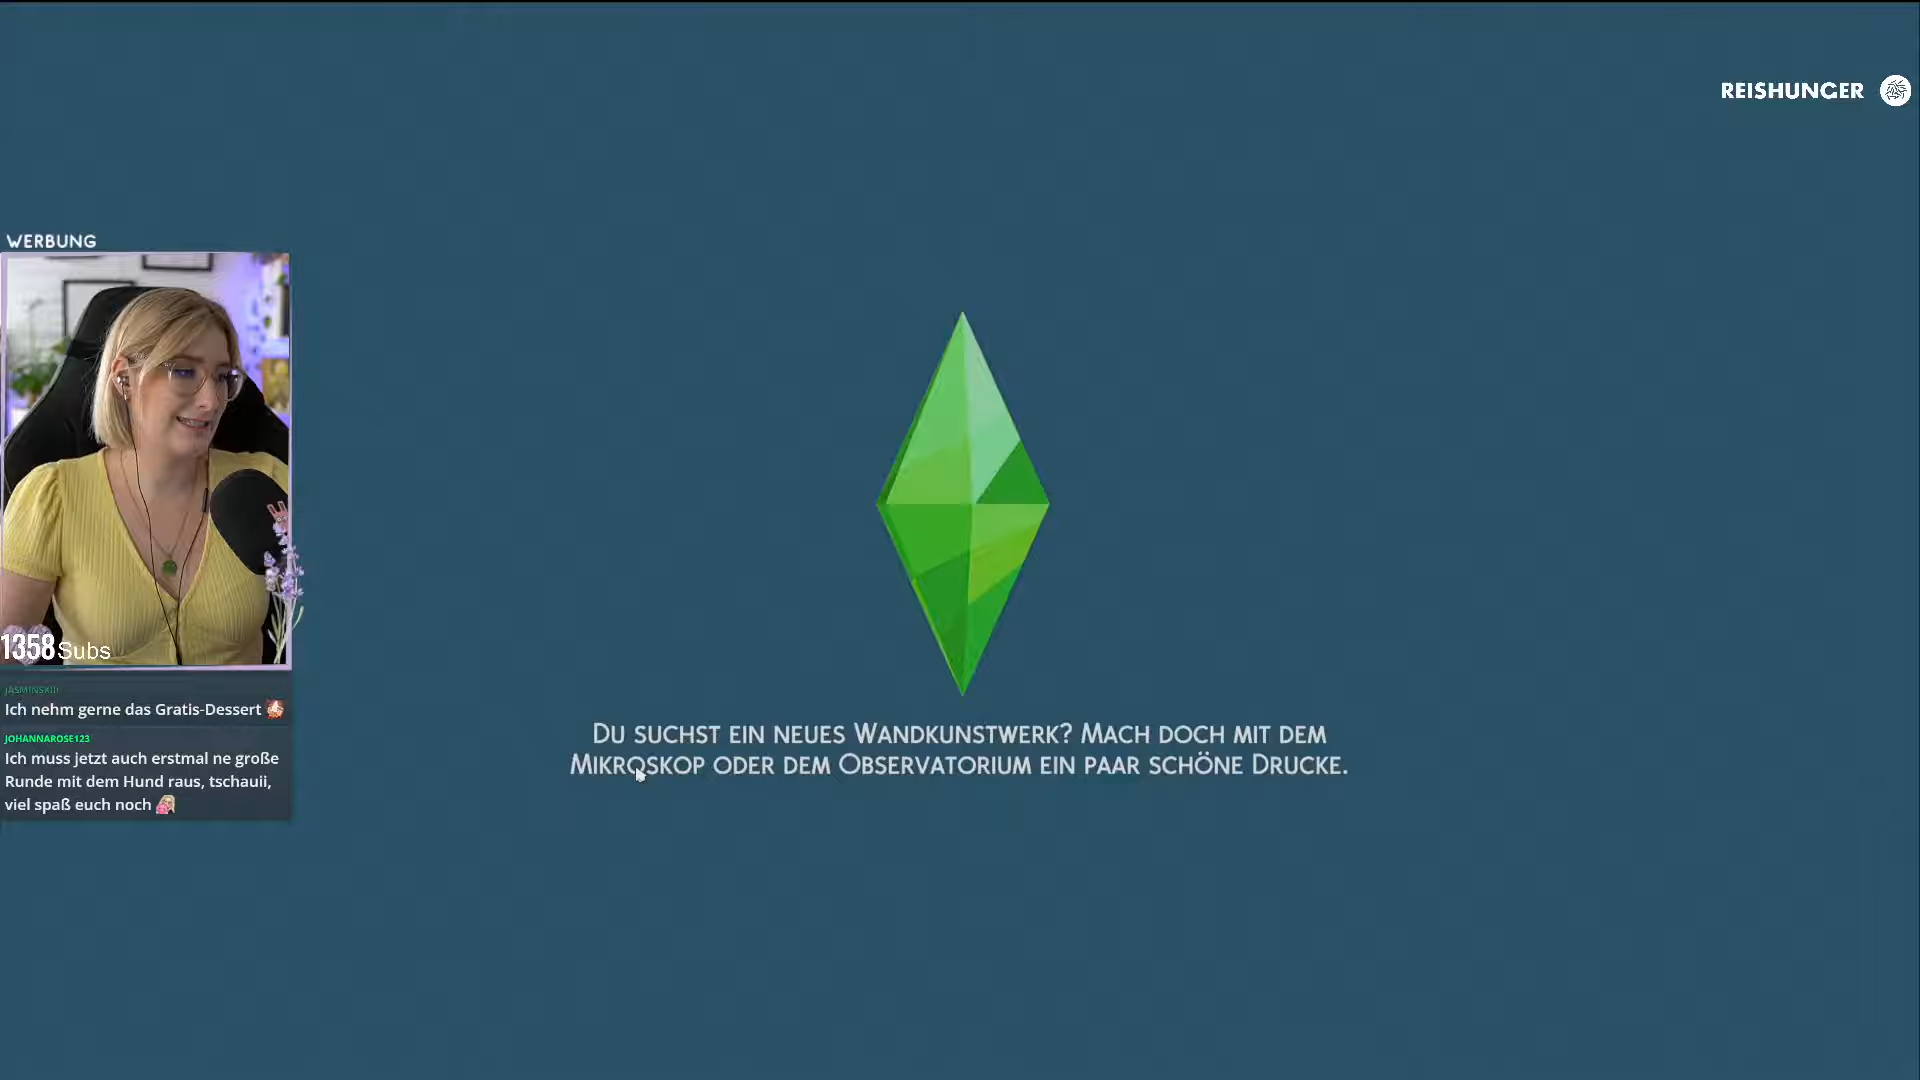 REISHUNGER
WERBUNG
1358 Subs
JASMINSXIII
Ich nehm gerne das Gratis-Dessert
JOHANNAROSE123
Ich muss jetzt auch erstmal ne große
Runde mit dem Hund raus, tschauii,
viel spaß euch noch
DU SUCHST EIN NEUES WANDKUNSTWERK? MACH DOCH MIT DEM
MIKROSKOP ODER DEM OBSERVATORIUM EIN PAAR SCHÖNE DRUCKE.